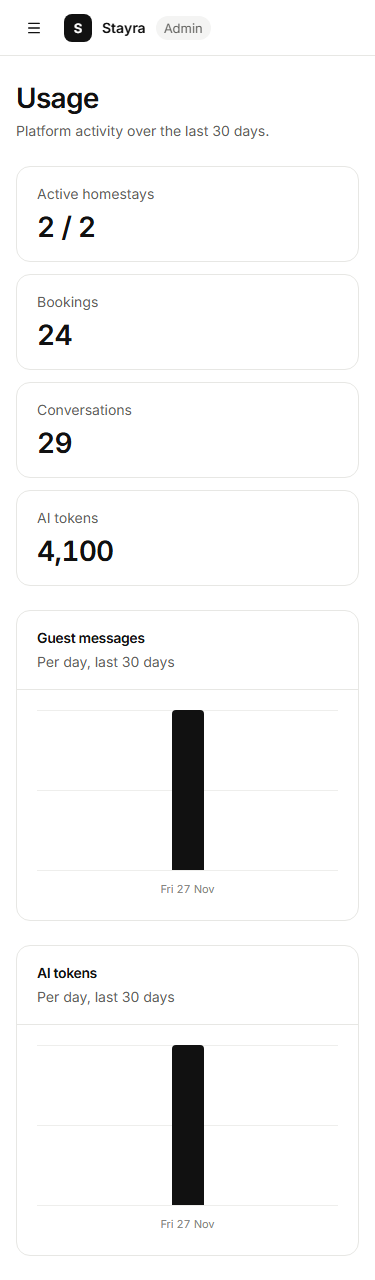 S Stayra Admin
Usage
Platform activity over the last 30 days.
Active homestays
2 / 2
Bookings
24
Conversations
29
AI tokens
4,100
Guest messages
Per day, last 30 days
Fri 27 Nov
AI tokens
Per day, last 30 days
Fri 27 Nov